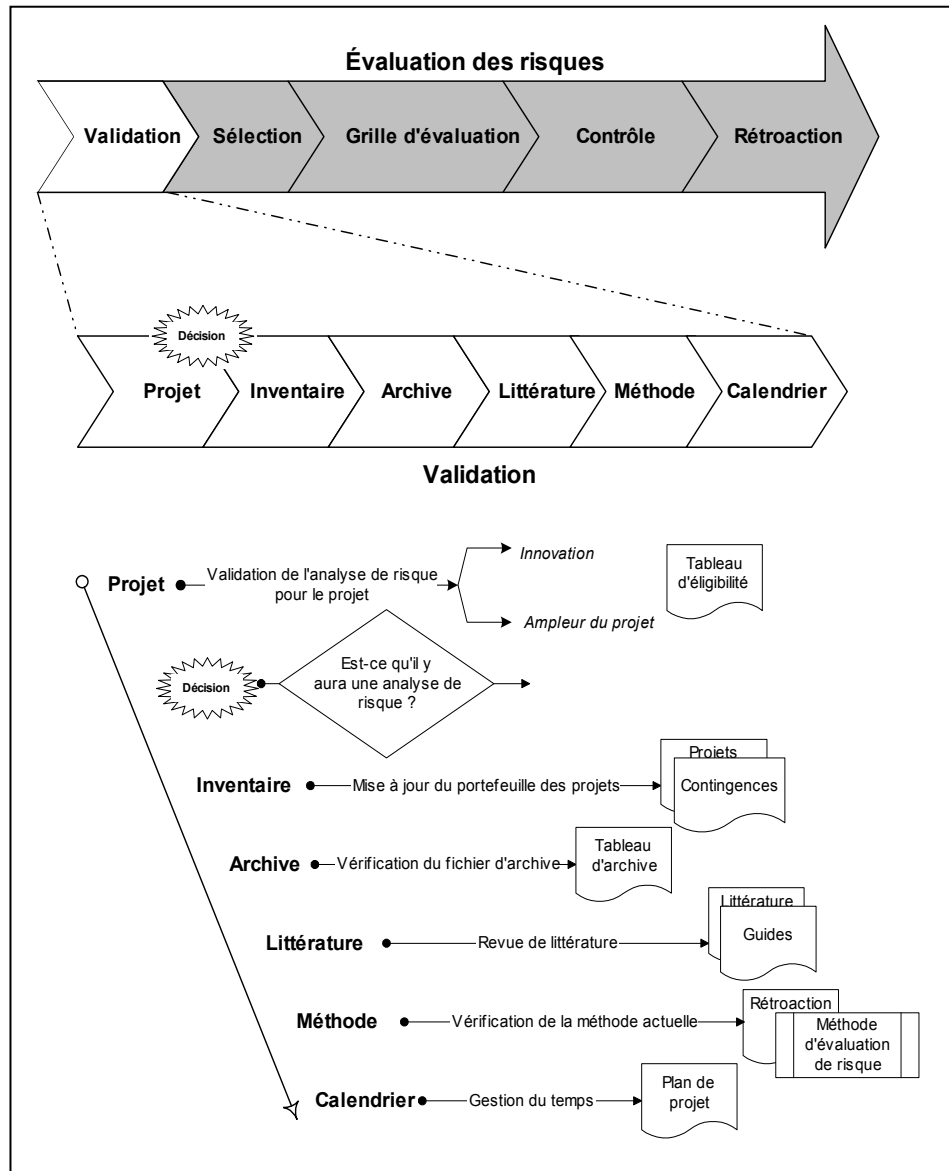 Évaluation des risques
Validation
Sélection
Grille d'évaluation
Contrôle
Rétroaction
Décision
Projet
Inventaire
Archive
Littérature
Méthode
Calendrier
Validation
Projet
Validation de l'analyse de risque
pour le projet
Innovation
Ampleur du projet
Tableau
d'éligibilité
Décision
Est-ce qu'il y
aura une analyse de
risque ?
Inventaire
Mise à jour du portefeuille des projets
Projets
Contingences
Archive
Vérification du fichier d'archive
Tableau
d'archive
Littérature
Revue de littérature
Littérature
Guides
Méthode
Vérification de la méthode actuelle
Rétroaction
Méthode
d'évaluation
de risque
Calendrier
Gestion du temps
Plan de
projet